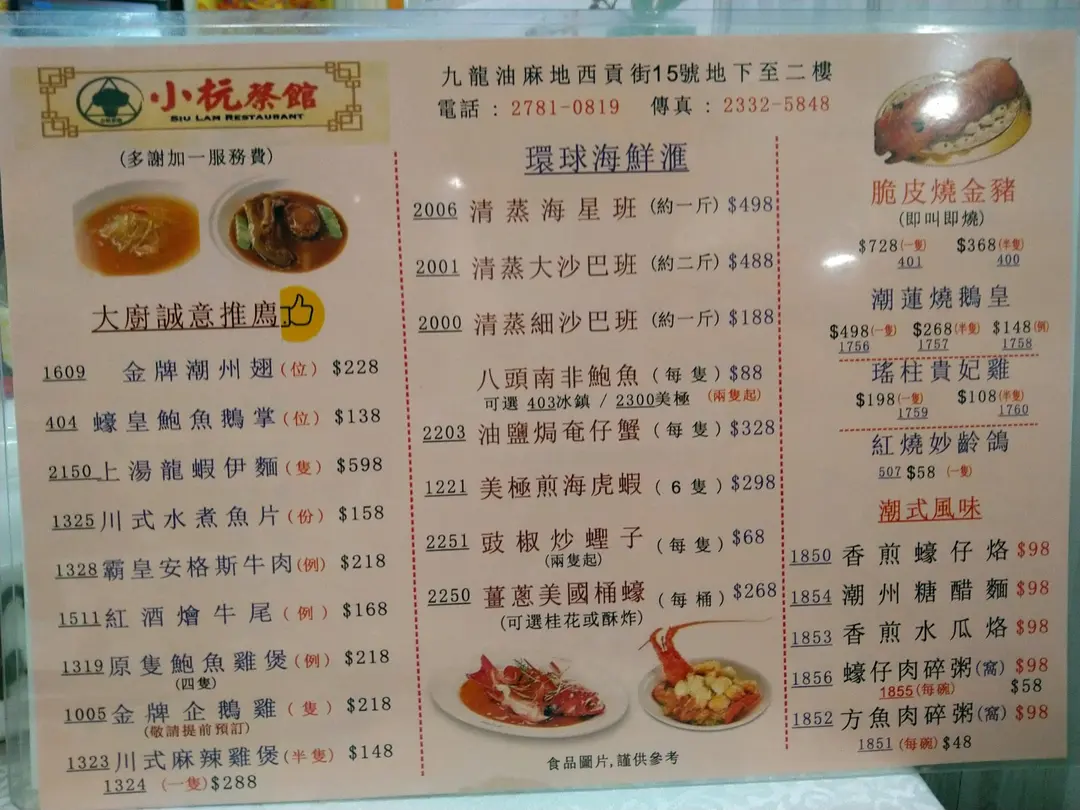 小杬菜館
SIU LAM RESTAURANT
(多謝加一服務費)
大廚誠意推薦
1609 金牌潮州翅(位) $228
404 蠔皇鮑魚鵝掌(位) $138
2150 上湯龍蝦伊麵(隻) $598
1325 川式水煮魚片(份) $158
1328 霸皇安格斯牛肉(例) $218
1511 紅酒燴牛尾(例) $168
1319 原隻鮑魚雞煲(例) $218
(四隻)
1005 金牌企鵝雞(隻) $218
(敬請提前預訂)
1323 川式麻辣雞煲(半隻) $148
1324 (一隻) $288
九龍油麻地西貢街15號地下至二樓
電話 : 2781-0819 傳真 : 2332-5848
環球海鮮滙
2006 清蒸海星班 (約一斤) $498
2001 清蒸大沙巴班 (約二斤) $488
2000 清蒸細沙巴班 (約一斤) $188
八頭南非鮑魚 (每隻) $88
可選 403冰鎮 / 2300美極 (兩隻起)
2203 油鹽焗奄仔蟹 (每隻) $328
1221 美極煎海虎蝦 (6隻) $298
2251 豉椒炒蟶子 (每隻) $68
(兩隻起)
2250 薑蔥美國桶蠔 (每桶) $268
(可選桂花或酥炸)
食品圖片,謹供參考
脆皮燒金豬
(即叫即燒)
$728(一隻) $368(半隻)
401 400
潮蓮燒鵝皇
$498(一隻) $268(半隻) $148(例)
1756 1757 1758
瑤柱貴妃雞
$198(一隻) $108(半隻)
1759 1760
紅燒妙齡鴿
507 $58 (一隻)
潮式風味
1850 香煎蠔仔烙 $98
1854 潮州糖醋麵 $98
1853 香煎水瓜烙 $98
1856 蠔仔肉碎粥(窩) $98
1855(每碗) $58
1852 方魚肉碎粥(窩) $98
1851 (每碗) $48